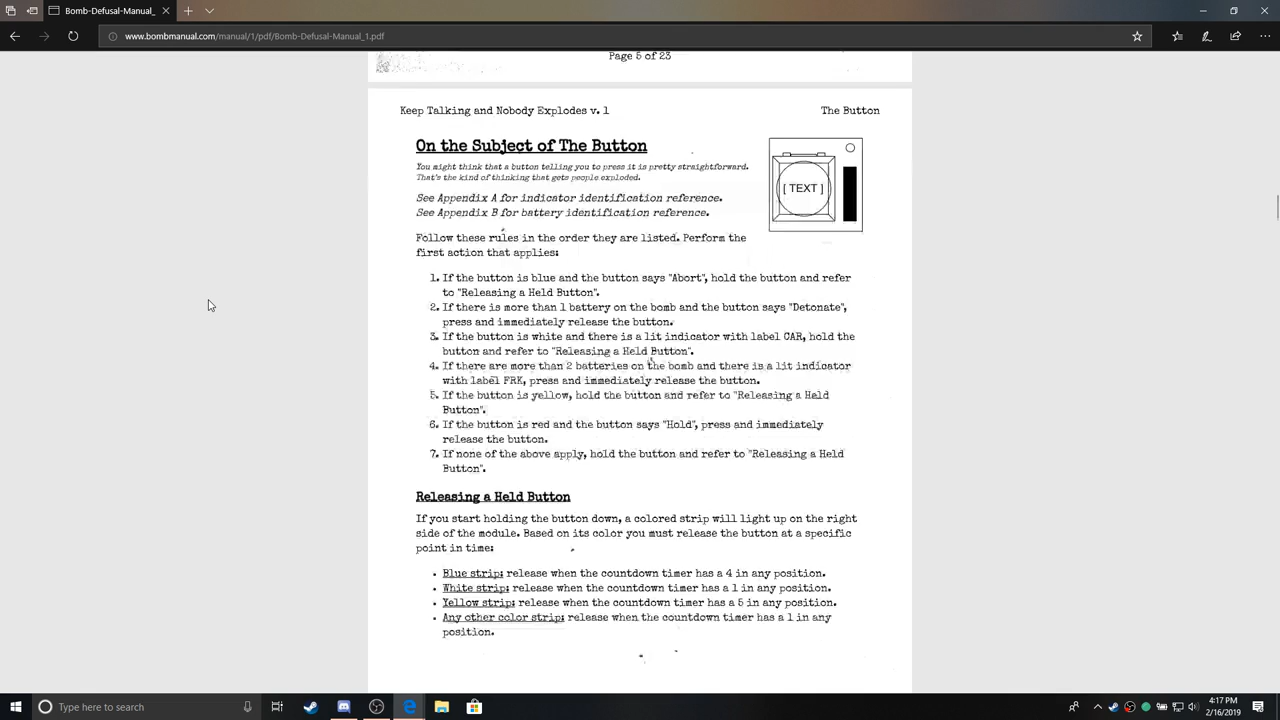 Bomb-Defusal-Manual_
www.bombmanual.com/manual/1/pdf/Bomb-Defusal-Manual_1.pdf
Page 5 of 23
Keep Talking and Nobody Explodes v. 1
The Button
On the Subject of The Button
You might think that a button telling you to press it is pretty straightforward.
That's the kind of thinking that gets people exploded.
[ TEXT ]
See Appendix A for indicator identification reference.
See Appendix B for battery identification reference.
Follow these rules in the order they are listed. Perform the
first action that applies:
1. If the button is blue and the button says "Abort", hold the button and refer
to "Releasing a Held Button".
2. If there is more than 1 battery on the bomb and the button says "Detonate",
press and immediately release the button.
3. If the button is white and there is a lit indicator with label CAR, hold the
button and refer to "Releasing a Held Button".
4. If there are more than 2 batteries on the bomb and there is a lit indicator
with label FRK, press and immediately release the button.
5. If the button is yellow, hold the button and refer to "Releasing a Held
Button".
6. If the button is red and the button says "Hold", press and immediately
release the button.
7. If none of the above apply, hold the button and refer to "Releasing a Held
Button".
Releasing a Held Button
If you start holding the button down, a colored strip will light up on the right
side of the module. Based on its color you must release the button at a specific
point in time:
• Blue strip: release when the countdown timer has a 4 in any position.
• White strip: release when the countdown timer has a 1 in any position.
• Yellow strip: release when the countdown timer has a 5 in any position.
• Any other color strip: release when the countdown timer has a 1 in any
position.
Type here to search
4:17 PM
2/16/2019